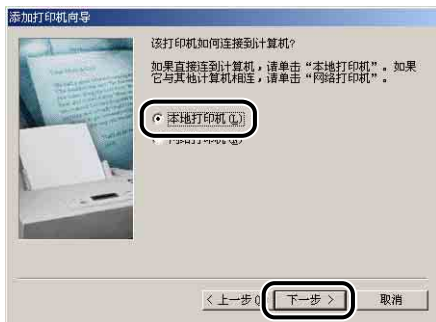 添加打印机向导
该打印机如何连接到计算机?
如果直接连到计算机，请单击“本地打印机”。如果
它与其他计算机相连，请单击“网络打印机”。
本地打印机(L)
< 上一步
下一步 >
取消